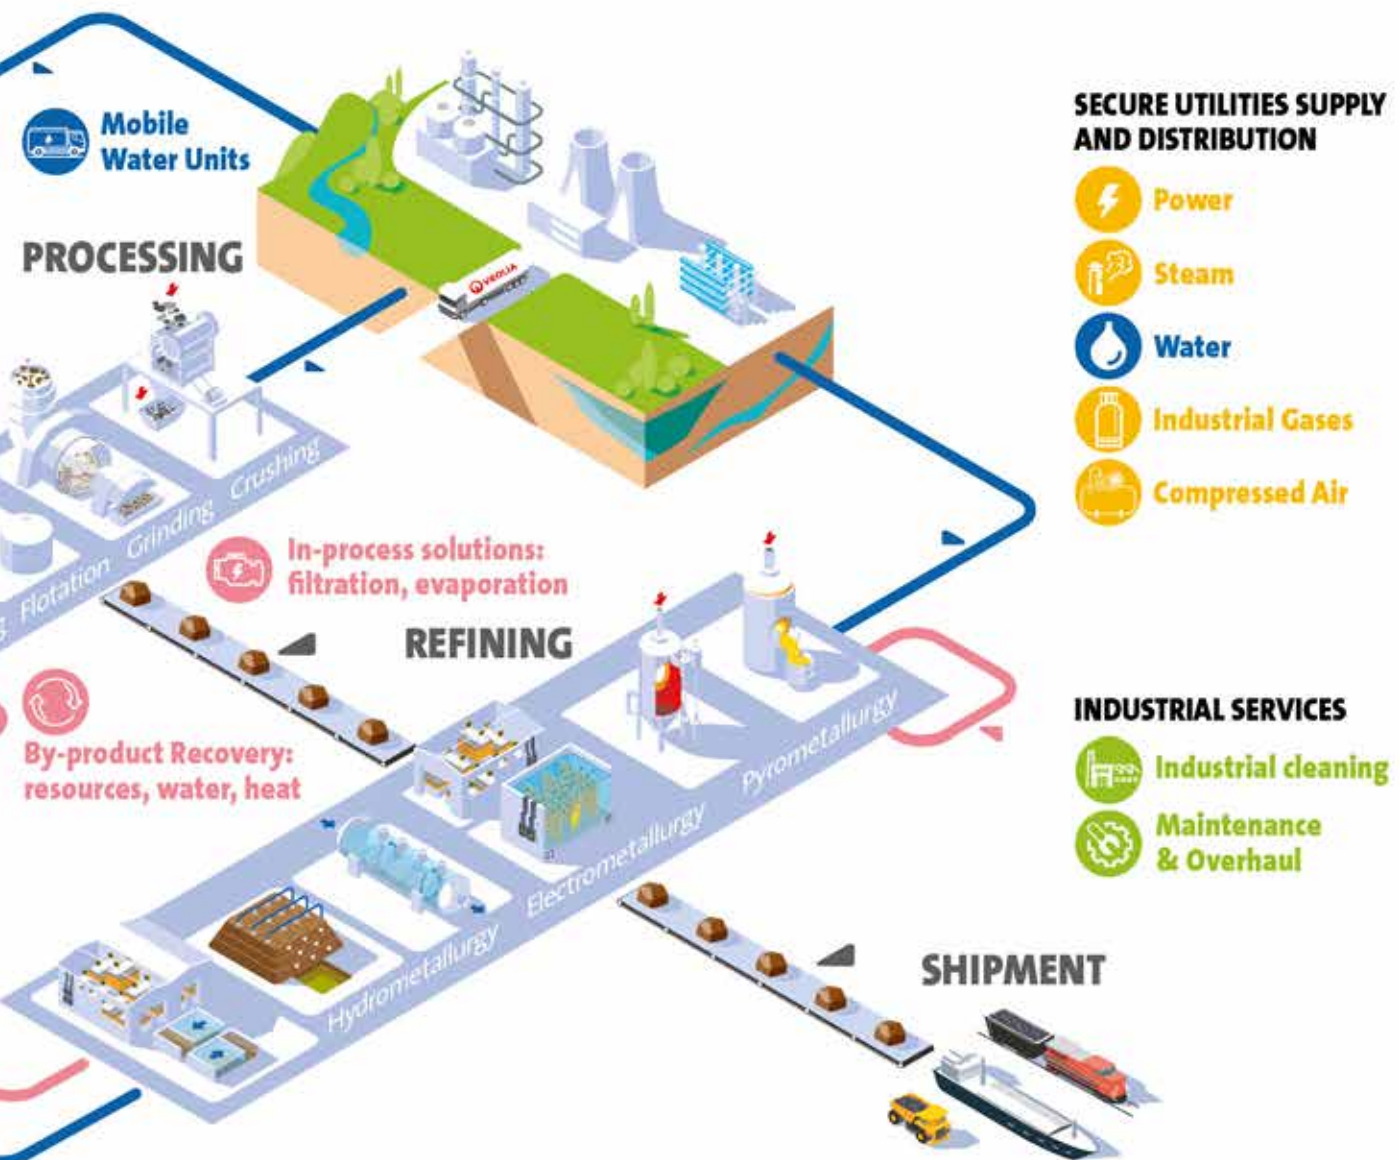 Mobile
Water Units
PROCESSING
VEOLIA
Crushing
Grinding
Flotation
In-process solutions:
filtration, evaporation
REFINING
By-product Recovery:
resources, water, heat
Pyrometallurgy
Electrometallurgy
Hydrometallurgy
SHIPMENT
SECURE UTILITIES SUPPLY
AND DISTRIBUTION
Power
Steam
Water
Industrial Gases
Compressed Air
INDUSTRIAL SERVICES
Industrial cleaning
Maintenance
& Overhaul